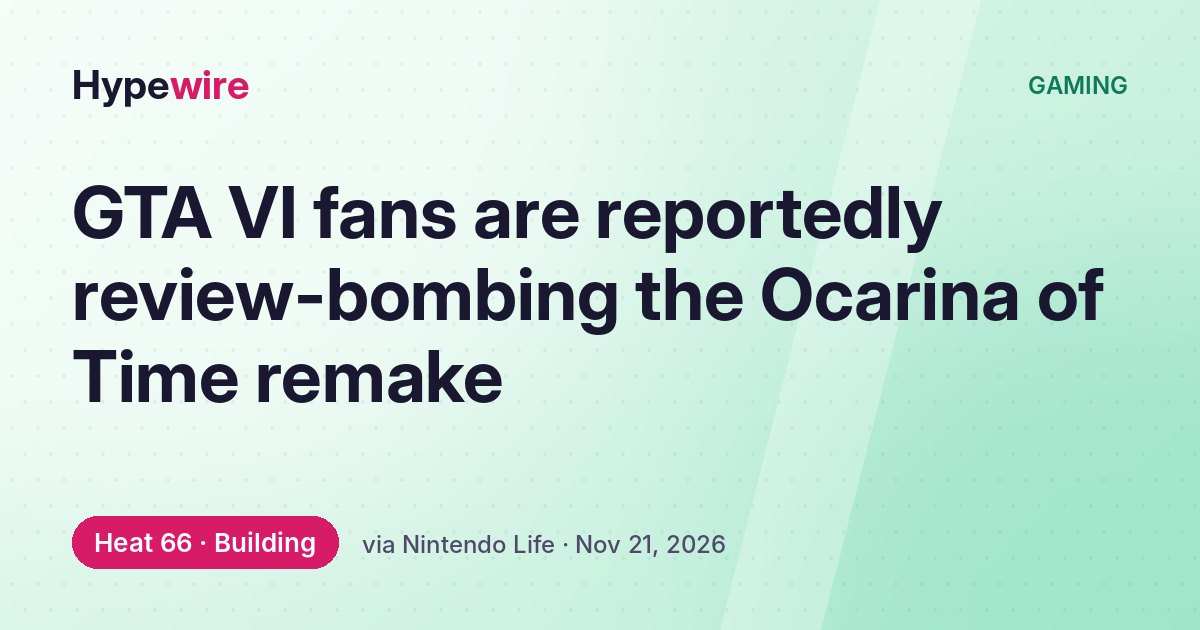 Hypewire
GAMING
GTA VI fans are reportedly
review-bombing the Ocarina of
Time remake
Heat 66 · Building
via Nintendo Life · Nov 21, 2026